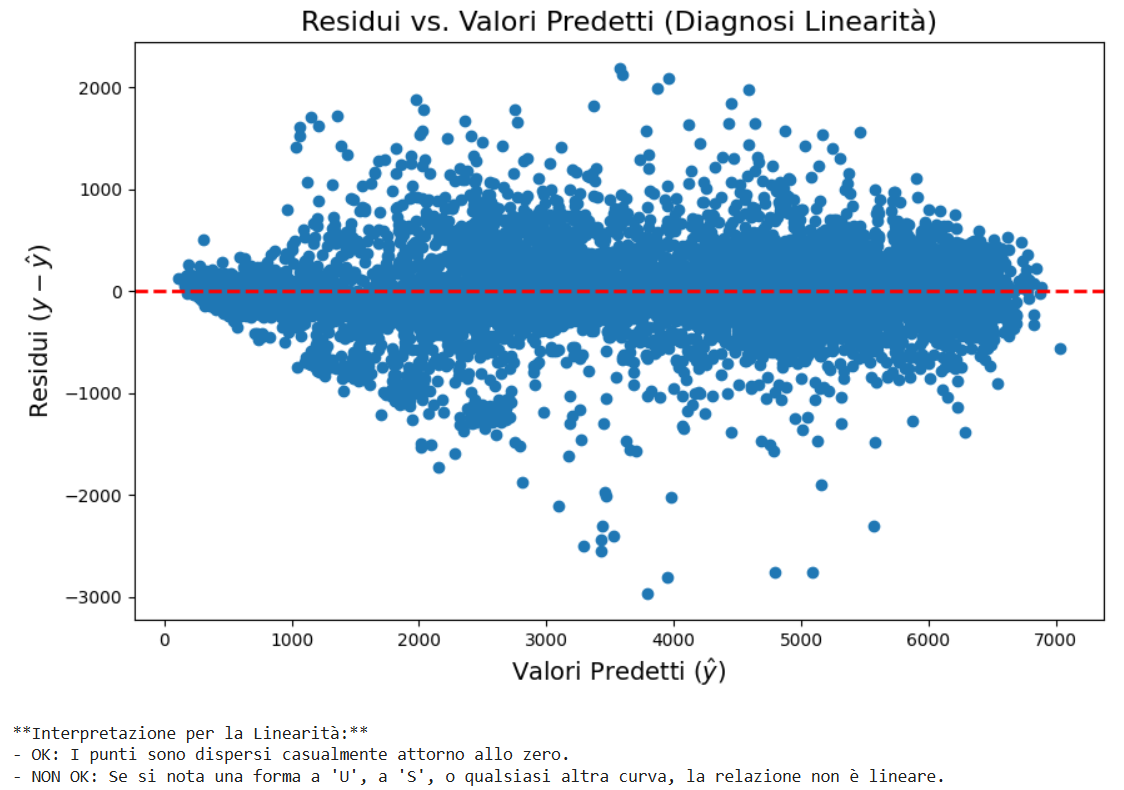 Residui vs. Valori Predetti (Diagnosi Linearità)
Residui (y − ŷ)
2000
1000
0
−1000
−2000
−3000
0 1000 2000 3000 4000 5000 6000 7000
Valori Predetti (ŷ)
**Interpretazione per la Linearità:**
- OK: I punti sono dispersi casualmente attorno allo zero.
- NON OK: Se si nota una forma a 'U', a 'S', o qualsiasi altra curva, la relazione non è lineare.